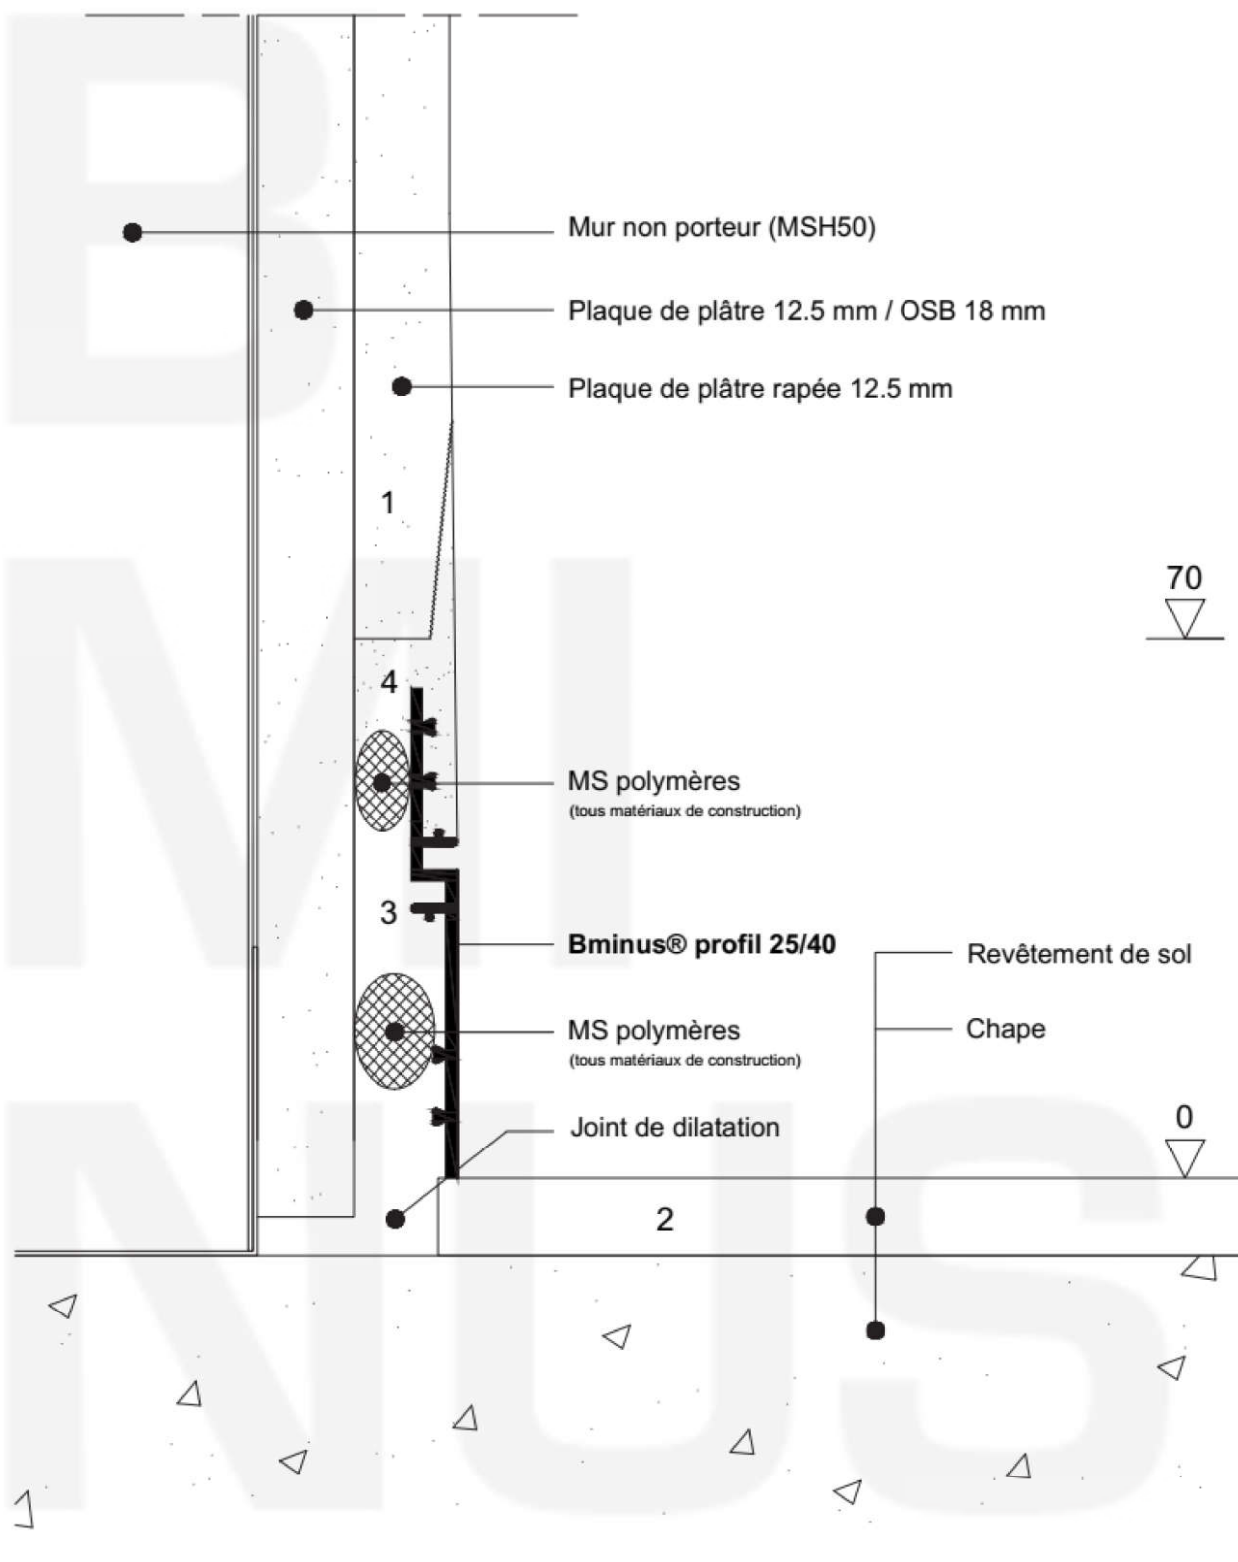 B
MI
NUS
Mur non porteur (MSH50)
Plaque de plâtre 12.5 mm / OSB 18 mm
Plaque de plâtre rapée 12.5 mm
1
70
4
MS polymères
(tous matériaux de construction)
3
Bminus® profil 25/40
Revêtement de sol
MS polymères
(tous matériaux de construction)
Chape
Joint de dilatation
0
2